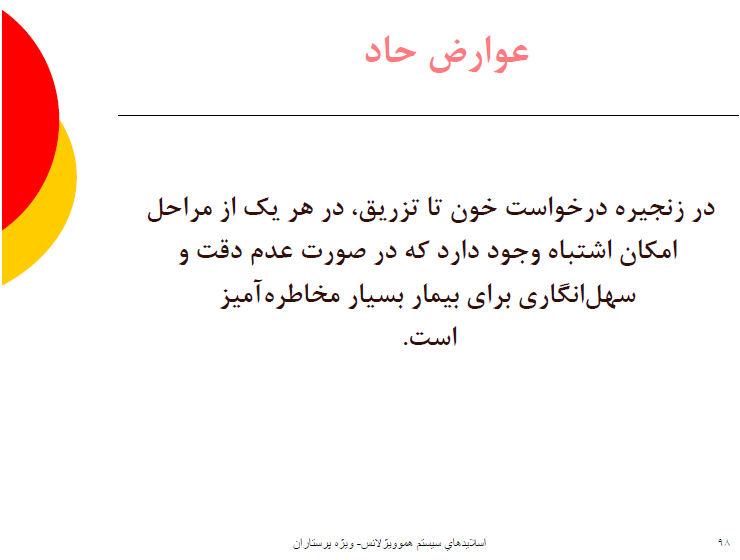 عوارض حاد
در زنجیره درخواست خون تا تزریق، در هر یک از مراحل
امکان اشتباه وجود دارد که در صورت عدم دقت و
سهل‌انگاری برای بیمار بسیار مخاطره‌آمیز
است.
اسلایدهاي سیستم هموویژلانس- ویژه پرستاران
۹۸